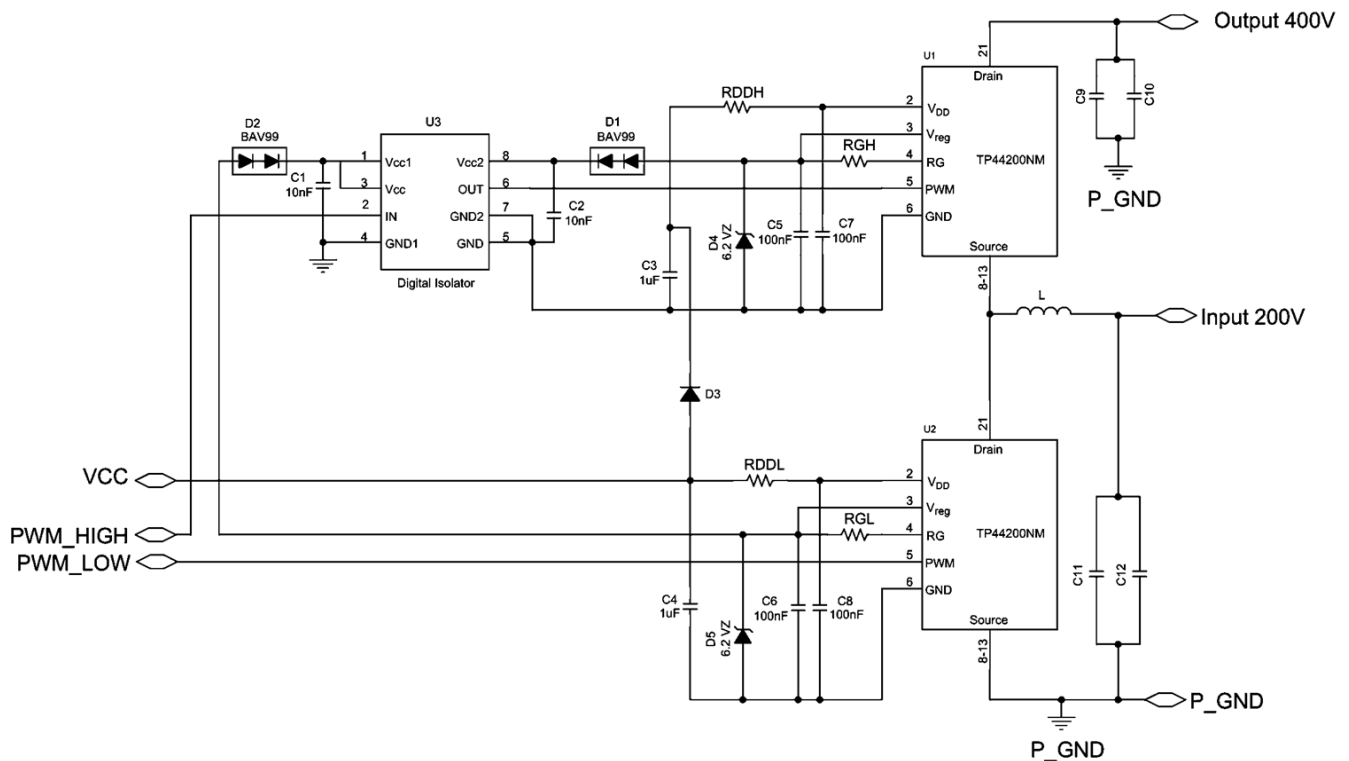 Output 400V
U1
21
Drain
C9
C10
P_GND
RDDH
2
VDD
3
Vreg
RGH
4
RG
TP44200NM
5
PWM
6
GND
Source
8-13
D2
BAV99
U3
D1
BAV99
1
Vcc1
Vcc2
8
3
Vcc
OUT
6
2
IN
GND2
7
4
GND1
GND
5
Digital Isolator
C1
10nF
C2
10nF
C3
1uF
D4
6.2 VZ
C5
100nF
C7
100nF
L
Input 200V
D3
U2
21
Drain
VCC
RDDL
2
VDD
3
Vreg
PWM_HIGH
RGL
4
RG
TP44200NM
PWM_LOW
5
PWM
6
GND
Source
8-13
C4
1uF
D5
6.2 VZ
C6
100nF
C8
100nF
C11
C12
P_GND
P_GND